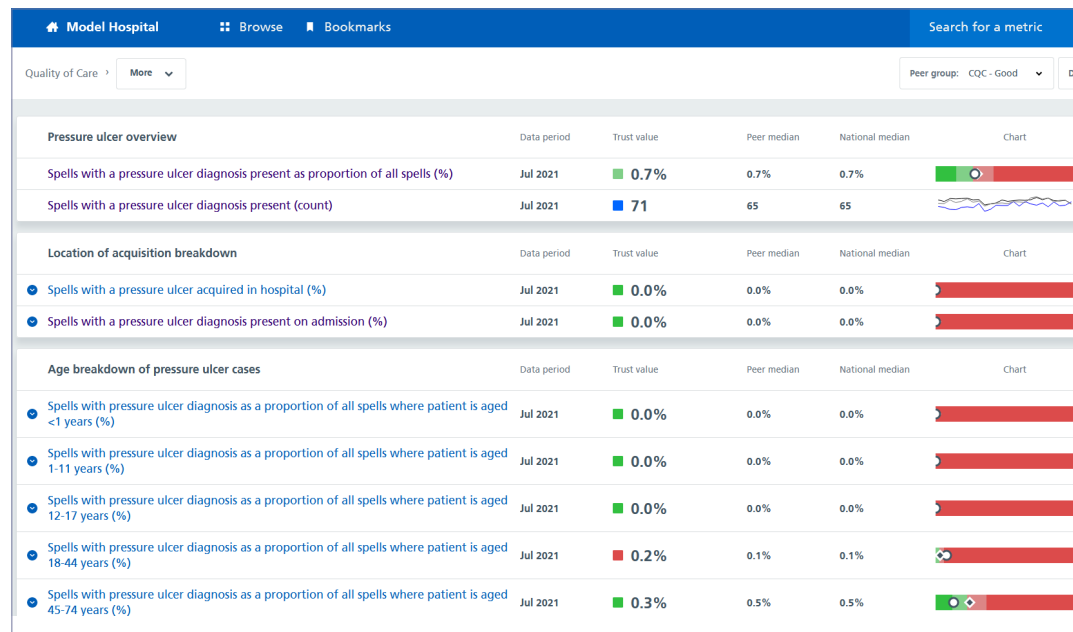 Model Hospital Browse Bookmarks Search for a metric
Quality of Care More Peer group: CQC - Good D
Pressure ulcer overview Data period Trust value Peer median National median Chart
Spells with a pressure ulcer diagnosis present as proportion of all spells (%) Jul 2021 0.7% 0.7% 0.7%
Spells with a pressure ulcer diagnosis present (count) Jul 2021 71 65 65
Location of acquisition breakdown Data period Trust value Peer median National median Chart
Spells with a pressure ulcer acquired in hospital (%) Jul 2021 0.0% 0.0% 0.0%
Spells with a pressure ulcer diagnosis present on admission (%) Jul 2021 0.0% 0.0% 0.0%
Age breakdown of pressure ulcer cases Data period Trust value Peer median National median Chart
Spells with pressure ulcer diagnosis as a proportion of all spells where patient is aged
<1 years (%) Jul 2021 0.0% 0.0% 0.0%
Spells with pressure ulcer diagnosis as a proportion of all spells where patient is aged
1-11 years (%) Jul 2021 0.0% 0.0% 0.0%
Spells with pressure ulcer diagnosis as a proportion of all spells where patient is aged
12-17 years (%) Jul 2021 0.0% 0.0% 0.0%
Spells with pressure ulcer diagnosis as a proportion of all spells where patient is aged
18-44 years (%) Jul 2021 0.2% 0.1% 0.1%
Spells with pressure ulcer diagnosis as a proportion of all spells where patient is aged
45-74 years (%) Jul 2021 0.3% 0.5% 0.5%